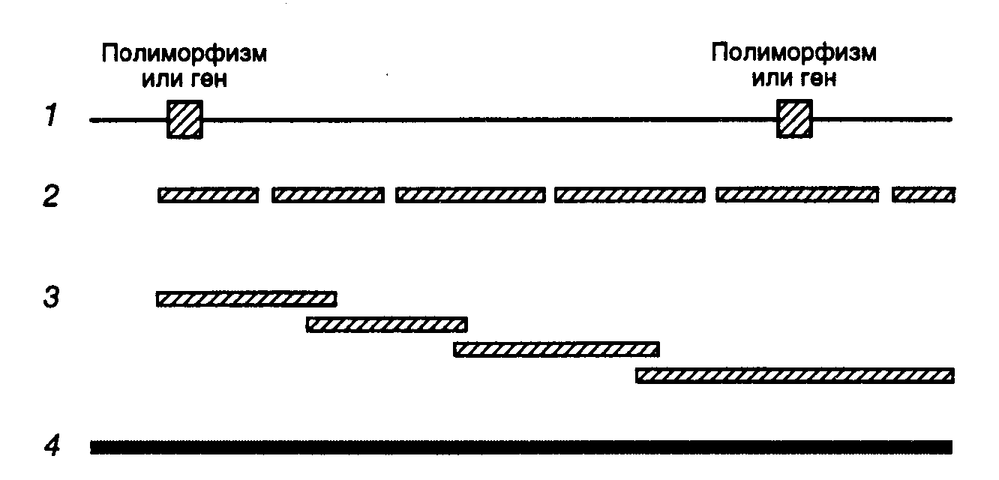 Полиморфизм
или ген
Полиморфизм
или ген
1
2
3
4